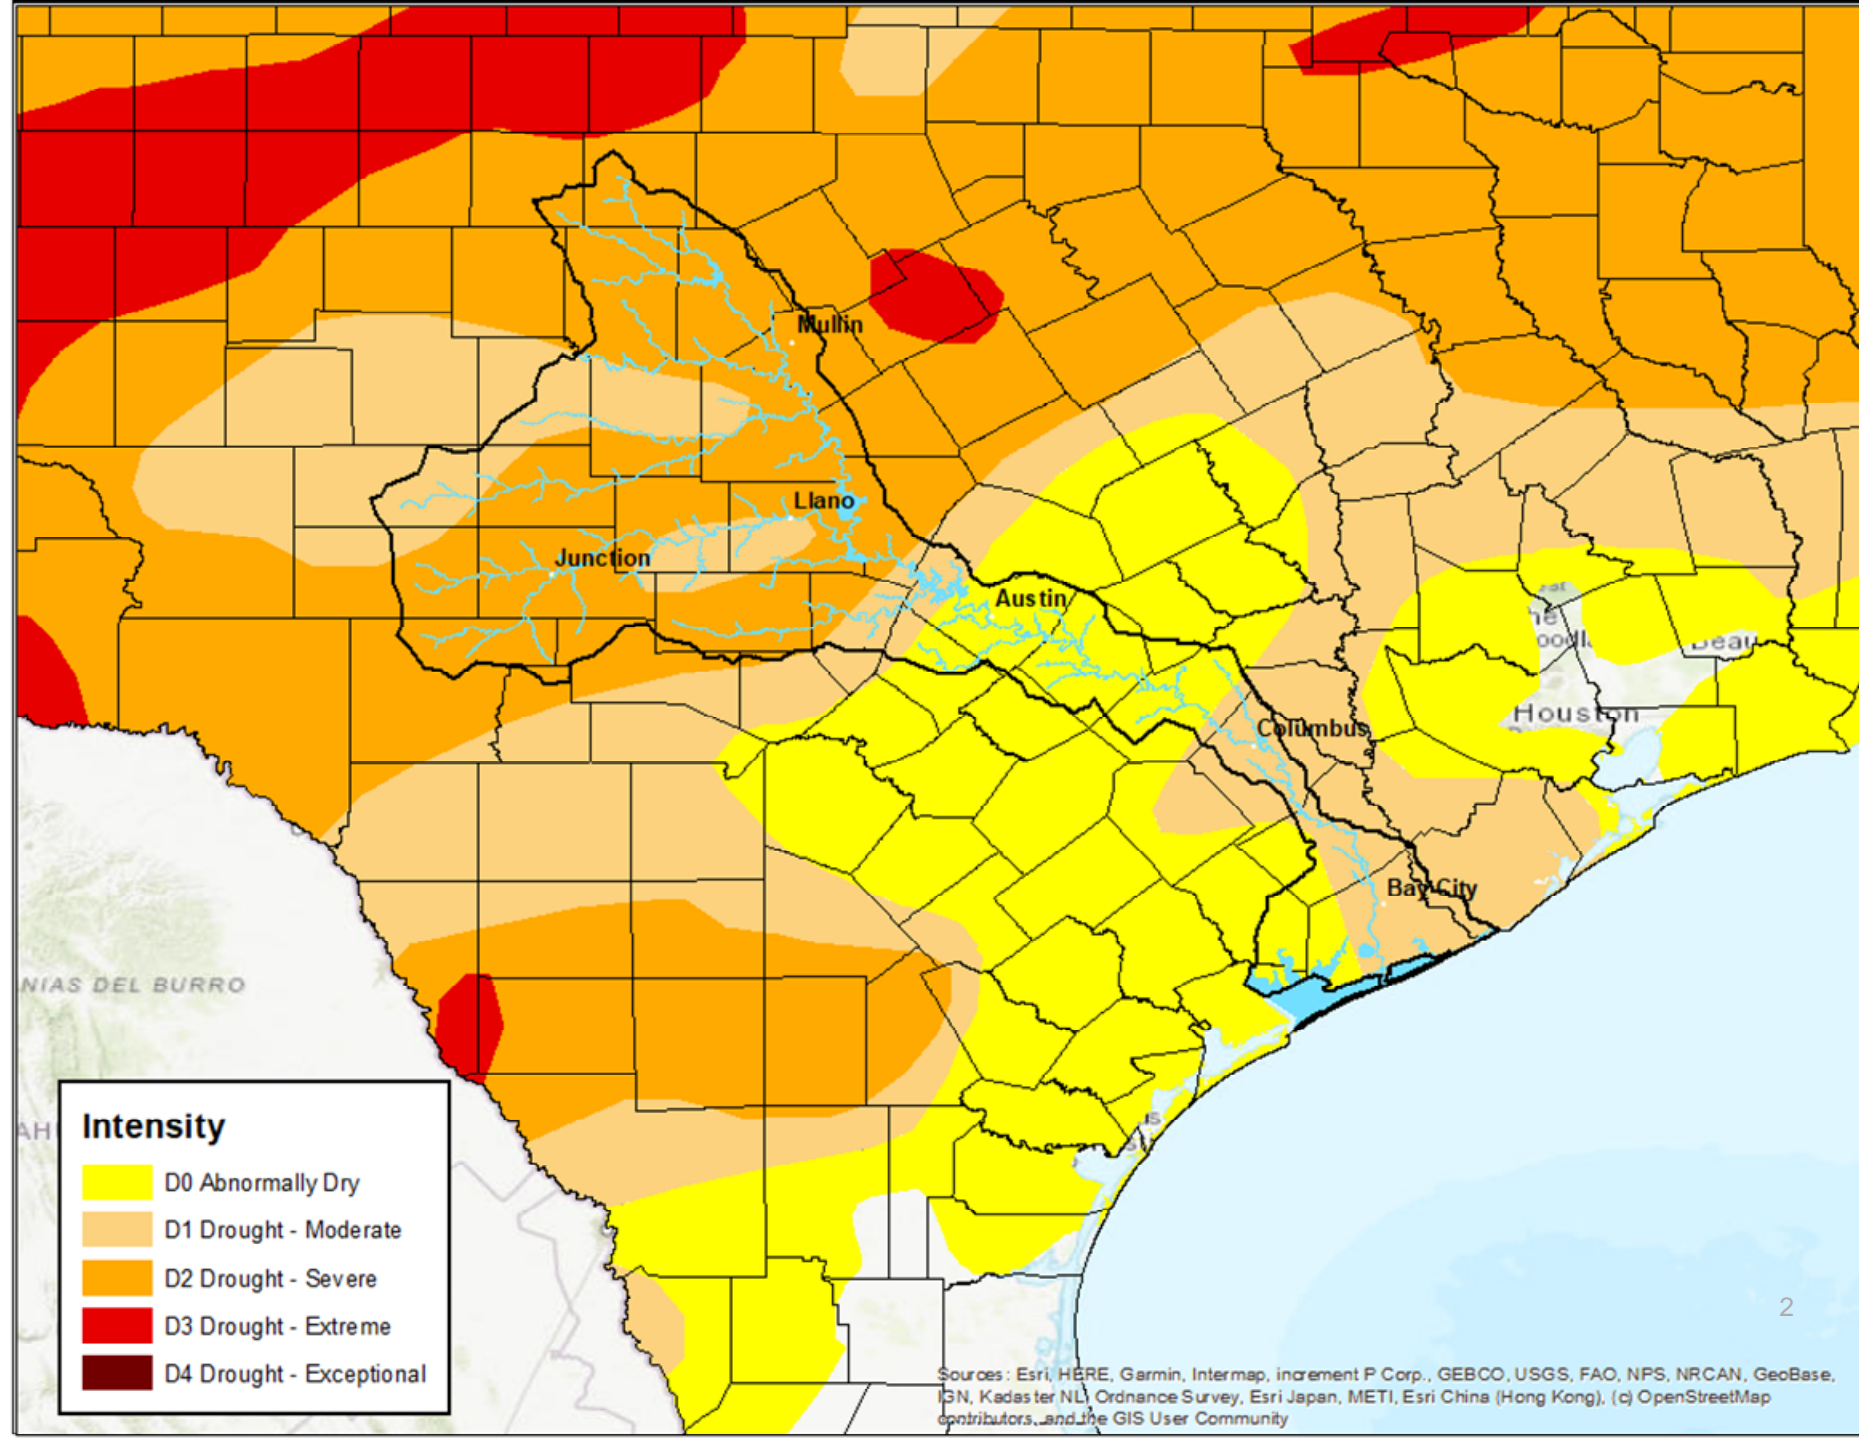 Mullin
Llano
Junction
Austin
Houston
Columbus
Bay City
NIAS DEL BURRO
Intensity
D0 Abnormally Dry
D1 Drought - Moderate
D2 Drought - Severe
D3 Drought - Extreme
D4 Drought - Exceptional
2
Sources: Esri, HERE, Garmin, Intermap, increment P Corp., GEBCO, USGS, FAO, NPS, NRCAN, GeoBase,
IGN, Kadaster NL, Ordnance Survey, Esri Japan, METI, Esri China (Hong Kong), (c) OpenStreetMap
contributors, and the GIS User Community